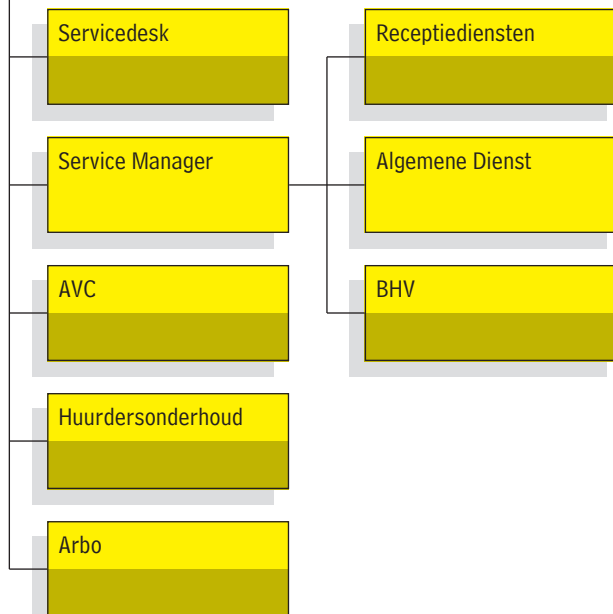 Servicedesk
Receptiediensten
Service Manager
Algemene Dienst
AVC
BHV
Huurdersonderhoud
Arbo